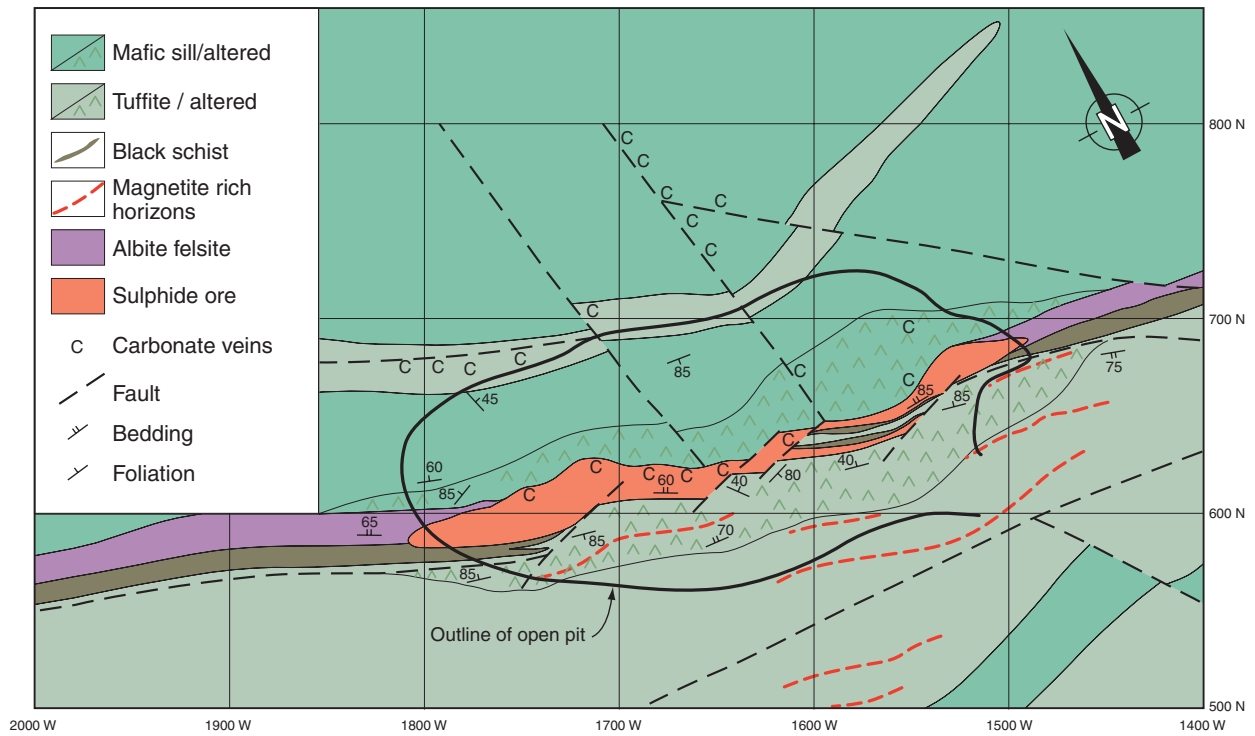 Mafic sill/altered
Tuffite / altered
Black schist
Magnetite rich
horizons
Albite felsite
Sulphide ore
C Carbonate veins
Fault
Bedding
Foliation
N
800 N
700 N
600 N
500 N
C
C
C C
C
C
C
C C C C
C
C
C
C
C C C
C
C
85
45
60
85
65
60
40
80
40
85
85
75
85
70
85
Outline of open pit
2000 W 1900 W 1800 W 1700 W 1600 W 1500 W 1400 W